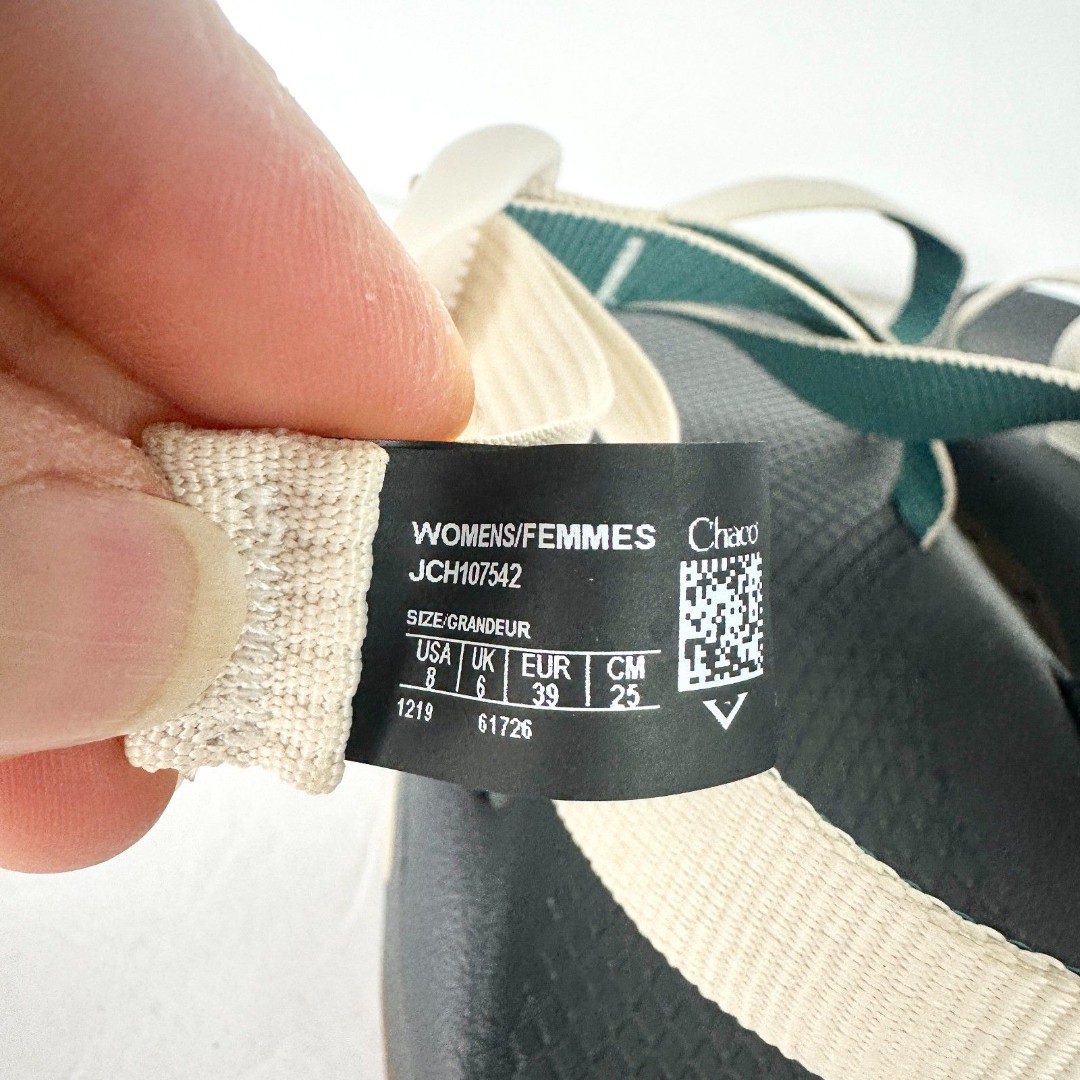 WOMENS/FEMMES
Chaco
JCH107542
SIZE/GRANDEUR
USA UK EUR CM
8 6 39 25
1219 61726